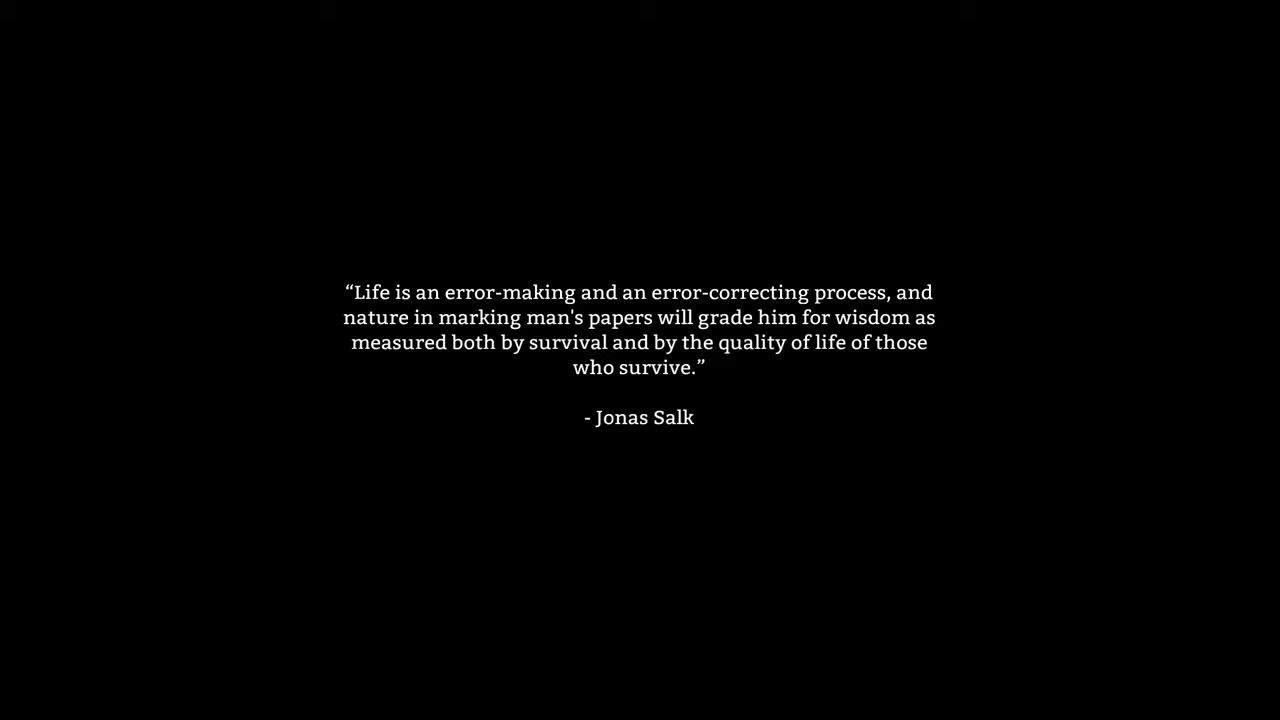 “Life is an error-making and an error-correcting process, and
nature in marking man's papers will grade him for wisdom as
measured both by survival and by the quality of life of those
who survive.”
- Jonas Salk